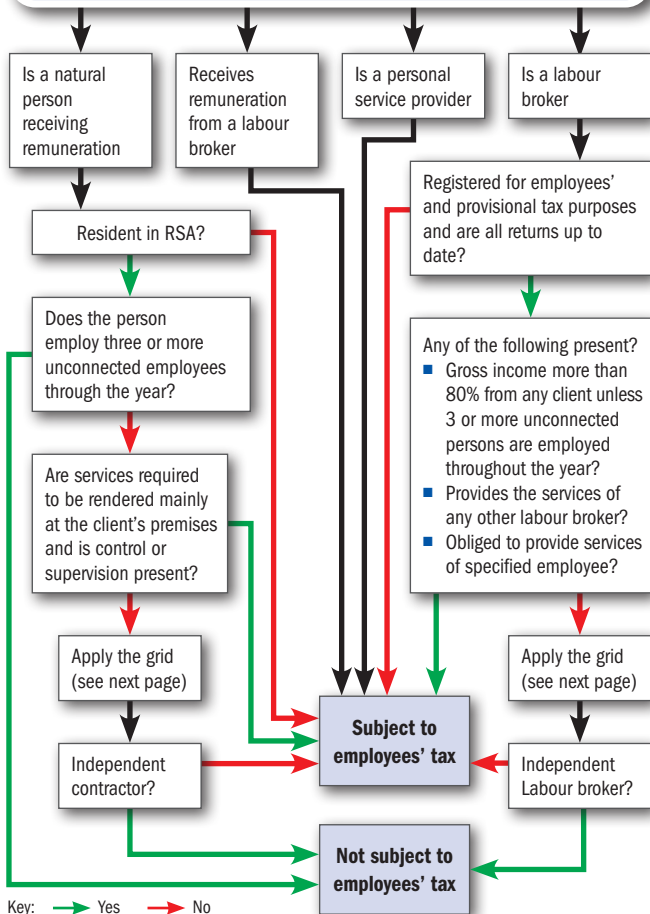 Is a natural
person
receiving
remuneration
Receives
remuneration
from a labour
broker
Is a personal
service provider
Is a labour
broker
Resident in RSA?
Registered for employees'
and provisional tax purposes
and are all returns up to
date?
Does the person
employ three or more
unconnected employees
through the year?
Any of the following present?
■ Gross income more than
80% from any client unless
3 or more unconnected
persons are employed
throughout the year?
■ Provides the services of
any other labour broker?
■ Obliged to provide services
of specified employee?
Are services required
to be rendered mainly
at the client's premises
and is control or
supervision present?
Apply the grid
(see next page)
Apply the grid
(see next page)
Subject to
employees' tax
Independent
contractor?
Independent
Labour broker?
Not subject to
employees' tax
Key: Yes No